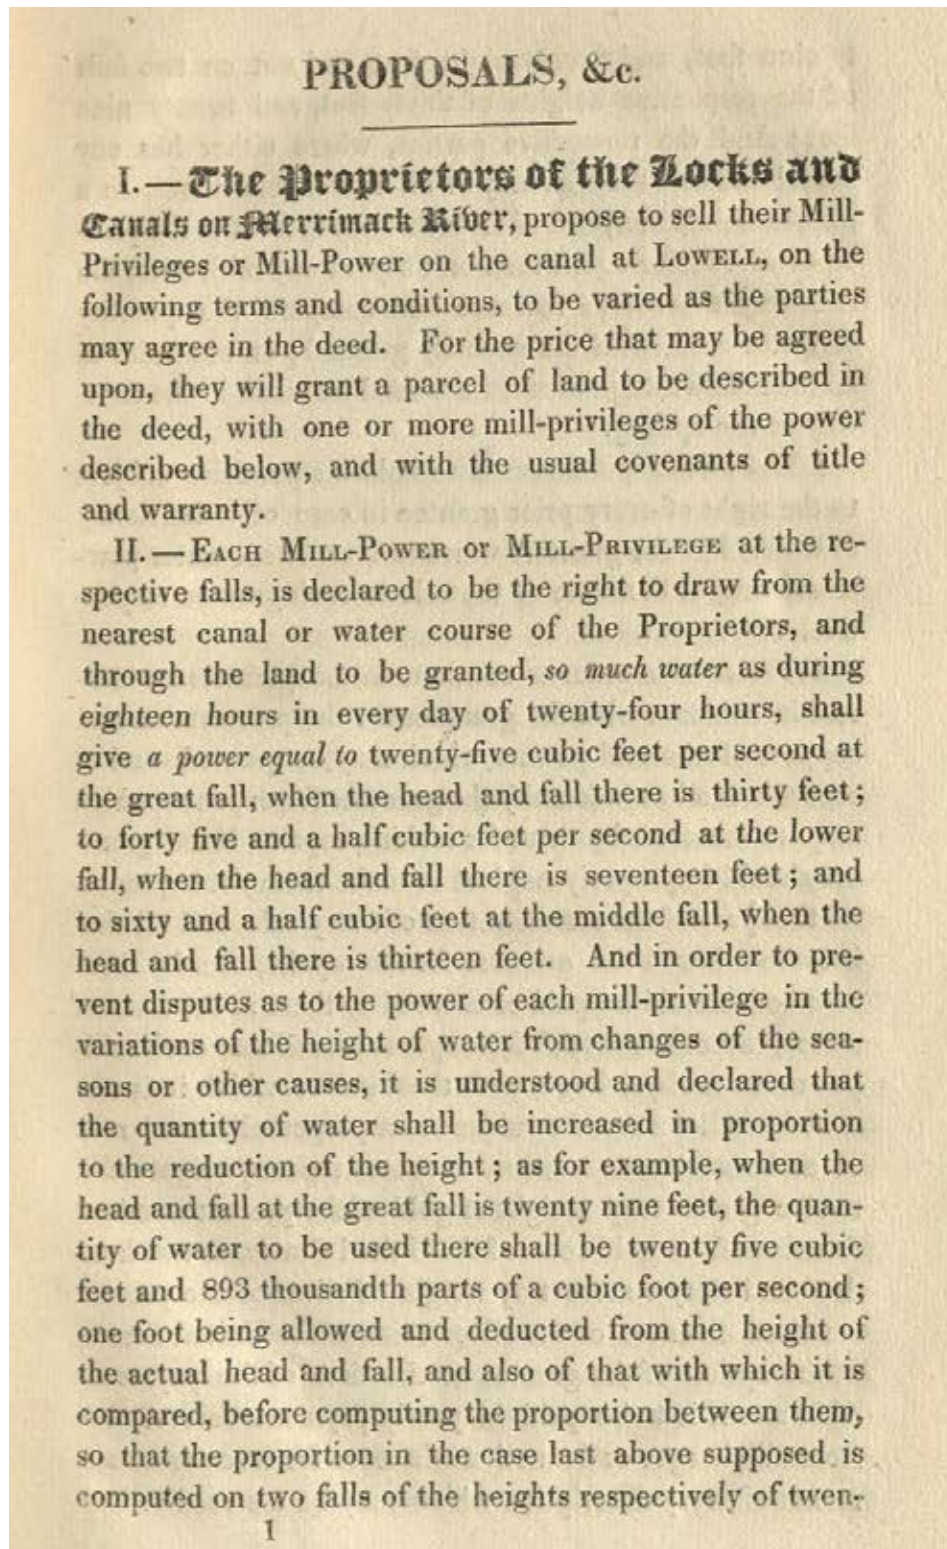 PROPOSALS, &c.
I.—The Proprietors of the Locks and
Canals on Merrimack River, propose to sell their Mill-
Privileges or Mill-Power on the canal at LOWELL, on the
following terms and conditions, to be varied as the parties
may agree in the deed. For the price that may be agreed
upon, they will grant a parcel of land to be described in
the deed, with one or more mill-privileges of the power
described below, and with the usual covenants of title
and warranty.
II.—EACH MILL-POWER or MILL-PRIVILEGE at the re-
spective falls, is declared to be the right to draw from the
nearest canal or water course of the Proprietors, and
through the land to be granted, so much water as during
eighteen hours in every day of twenty-four hours, shall
give a power equal to twenty-five cubic feet per second at
the great fall, when the head and fall there is thirty feet;
to forty five and a half cubic feet per second at the lower
fall, when the head and fall there is seventeen feet; and
to sixty and a half cubic feet at the middle fall, when the
head and fall there is thirteen feet. And in order to pre-
vent disputes as to the power of each mill-privilege in the
variations of the height of water from changes of the sea-
sons or other causes, it is understood and declared that
the quantity of water shall be increased in proportion
to the reduction of the height; as for example, when the
head and fall at the great fall is twenty nine feet, the quan-
tity of water to be used there shall be twenty five cubic
feet and 893 thousandth parts of a cubic foot per second;
one foot being allowed and deducted from the height of
the actual head and fall, and also of that with which it is
compared, before computing the proportion between them,
so that the proportion in the case last above supposed is
computed on two falls of the heights respectively of twen-
1